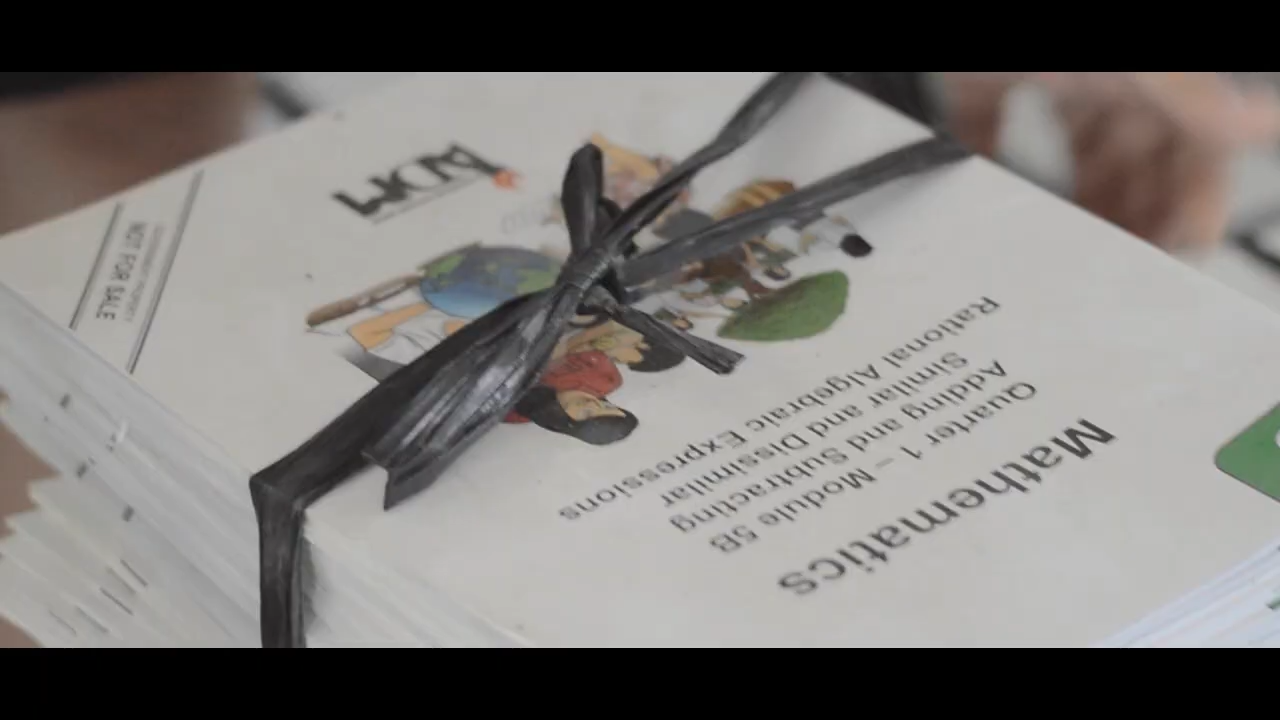 Mathematics
Quarter 1 – Module 5B
Adding and Subtracting
Similar and Dissimilar
Rational Algebraic Expressions
NOT FOR SALE